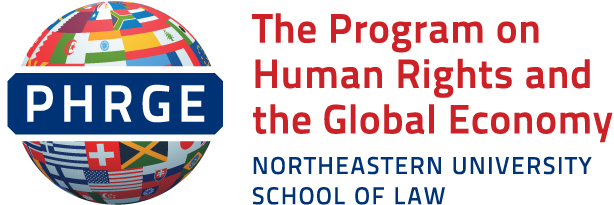 PHRGE
The Program on
Human Rights and
the Global Economy
NORTHEASTERN UNIVERSITY
SCHOOL OF LAW